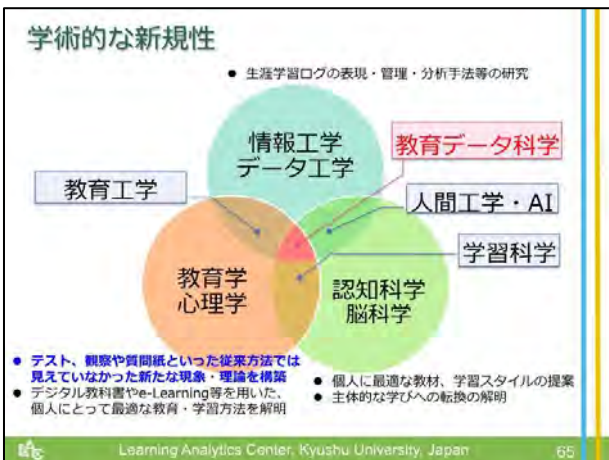 学術的な新規性
● 生涯学習ログの表現・管理・分析手法等の研究
情報工学
データ工学
教育データ科学
教育工学
人間工学・AI
学習科学
教育学
心理学
認知科学
脳科学
● テスト、観察や質問紙といった従来方法では
見えていなかった新たな現象・理論を構築
● デジタル教科書やe-Learning等を用いた、
個人にとって最適な教育・学習方法を解明
● 個人に最適な教材、学習スタイルの提案
● 主体的な学びへの転換の解明
Learning Analytics Center, Kyushu University, Japan
65